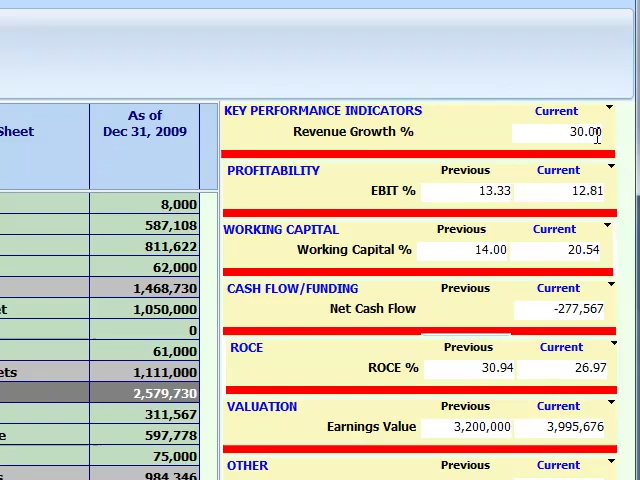 Sheet
As of
Dec 31, 2009
8,000
587,108
811,622
62,000
1,468,730
t
1,050,000
0
61,000
ets
1,111,000
2,579,730
311,567
e
597,778
75,000
s
984,346
KEY PERFORMANCE INDICATORS Current
Revenue Growth % 30.00
PROFITABILITY Previous Current
EBIT % 13.33 12.81
WORKING CAPITAL Previous Current
Working Capital % 14.00 20.54
CASH FLOW/FUNDING Previous Current
Net Cash Flow -277,567
ROCE Previous Current
ROCE % 30.94 26.97
VALUATION Previous Current
Earnings Value 3,200,000 3,995,676
OTHER Previous Current